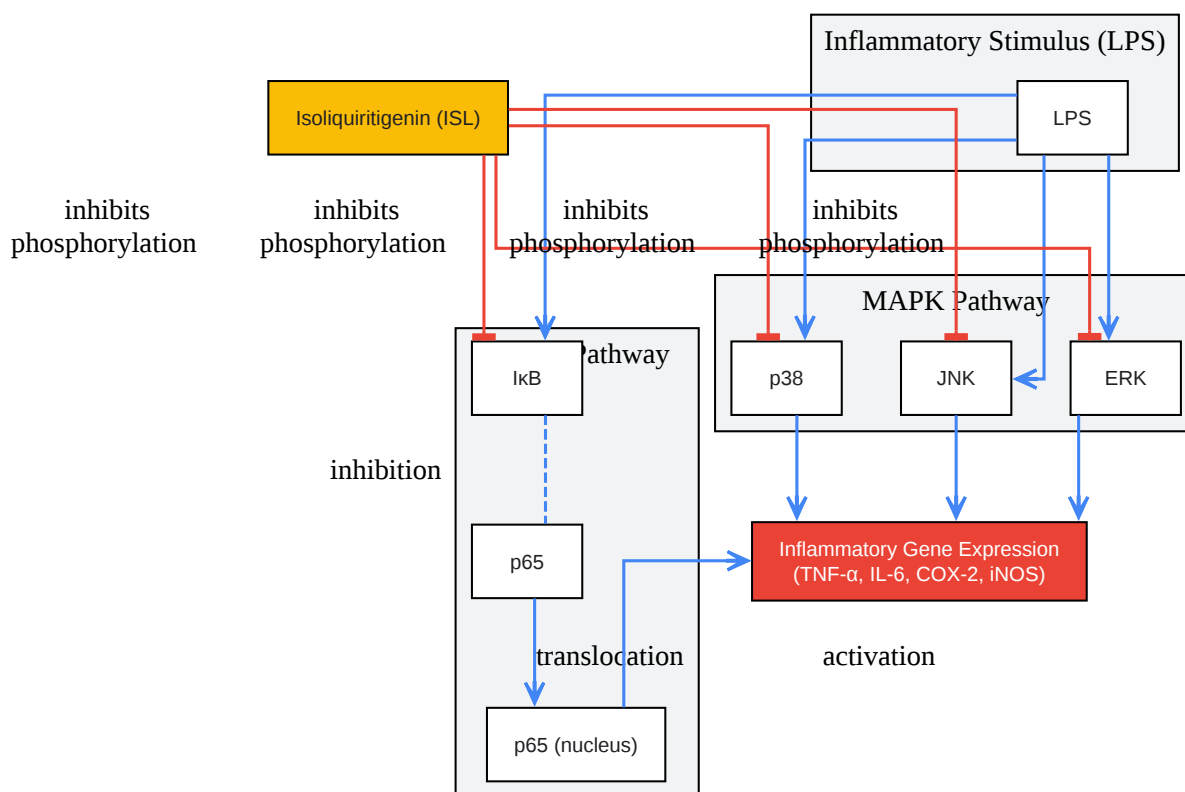 Inflammatory Stimulus (LPS)
Isoliquiritigenin (ISL)
LPS
inhibits
phosphorylation
inhibits
phosphorylation
inhibits
phosphorylation
inhibits
phosphorylation
MAPK Pathway
Pathway
IκB
p38
JNK
ERK
inhibition
p65
Inflammatory Gene Expression
(TNF-α, IL-6, COX-2, iNOS)
translocation
activation
p65 (nucleus)